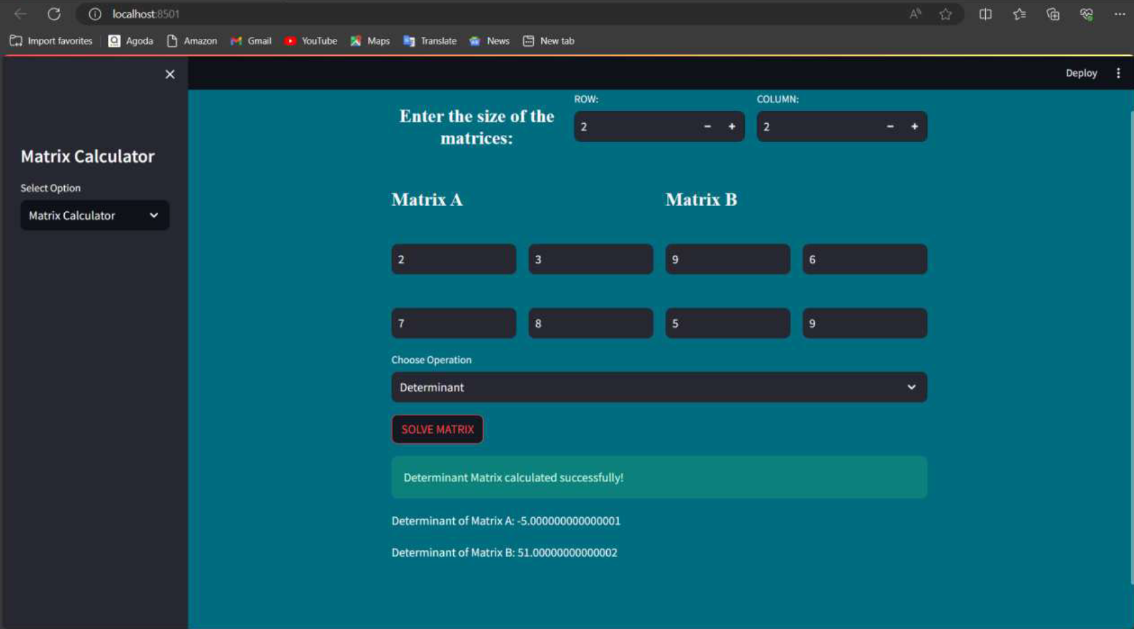 localhost:8501
Import favorites Agoda Amazon Gmail YouTube Maps Translate News New tab
Deploy
Matrix Calculator
Select Option
Matrix Calculator
Enter the size of the
matrices:
ROW: COLUMN:
2 - + 2 - +
Matrix A Matrix B
2 3 9 6
7 8 5 9
Choose Operation
Determinant
SOLVE MATRIX
Determinant Matrix calculated successfully!
Determinant of Matrix A: -5.000000000000001
Determinant of Matrix B: 51.00000000000002